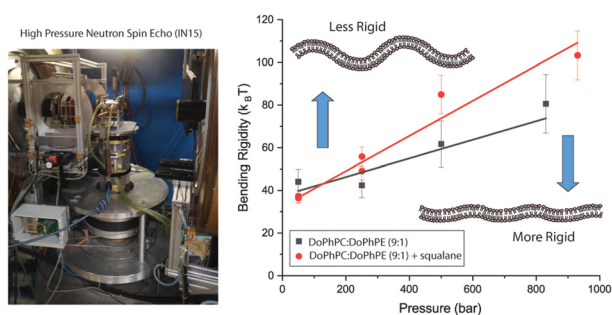 High Pressure Neutron Spin Echo (IN15)
Less Rigid
More Rigid
Bending Rigidity (kBT)
120
100
80
60
40
20
0
DoPhPC:DoPhPE (9:1)
DoPhPC:DoPhPE (9:1) + squalane
0 200 400 600 800 1000
Pressure (bar)